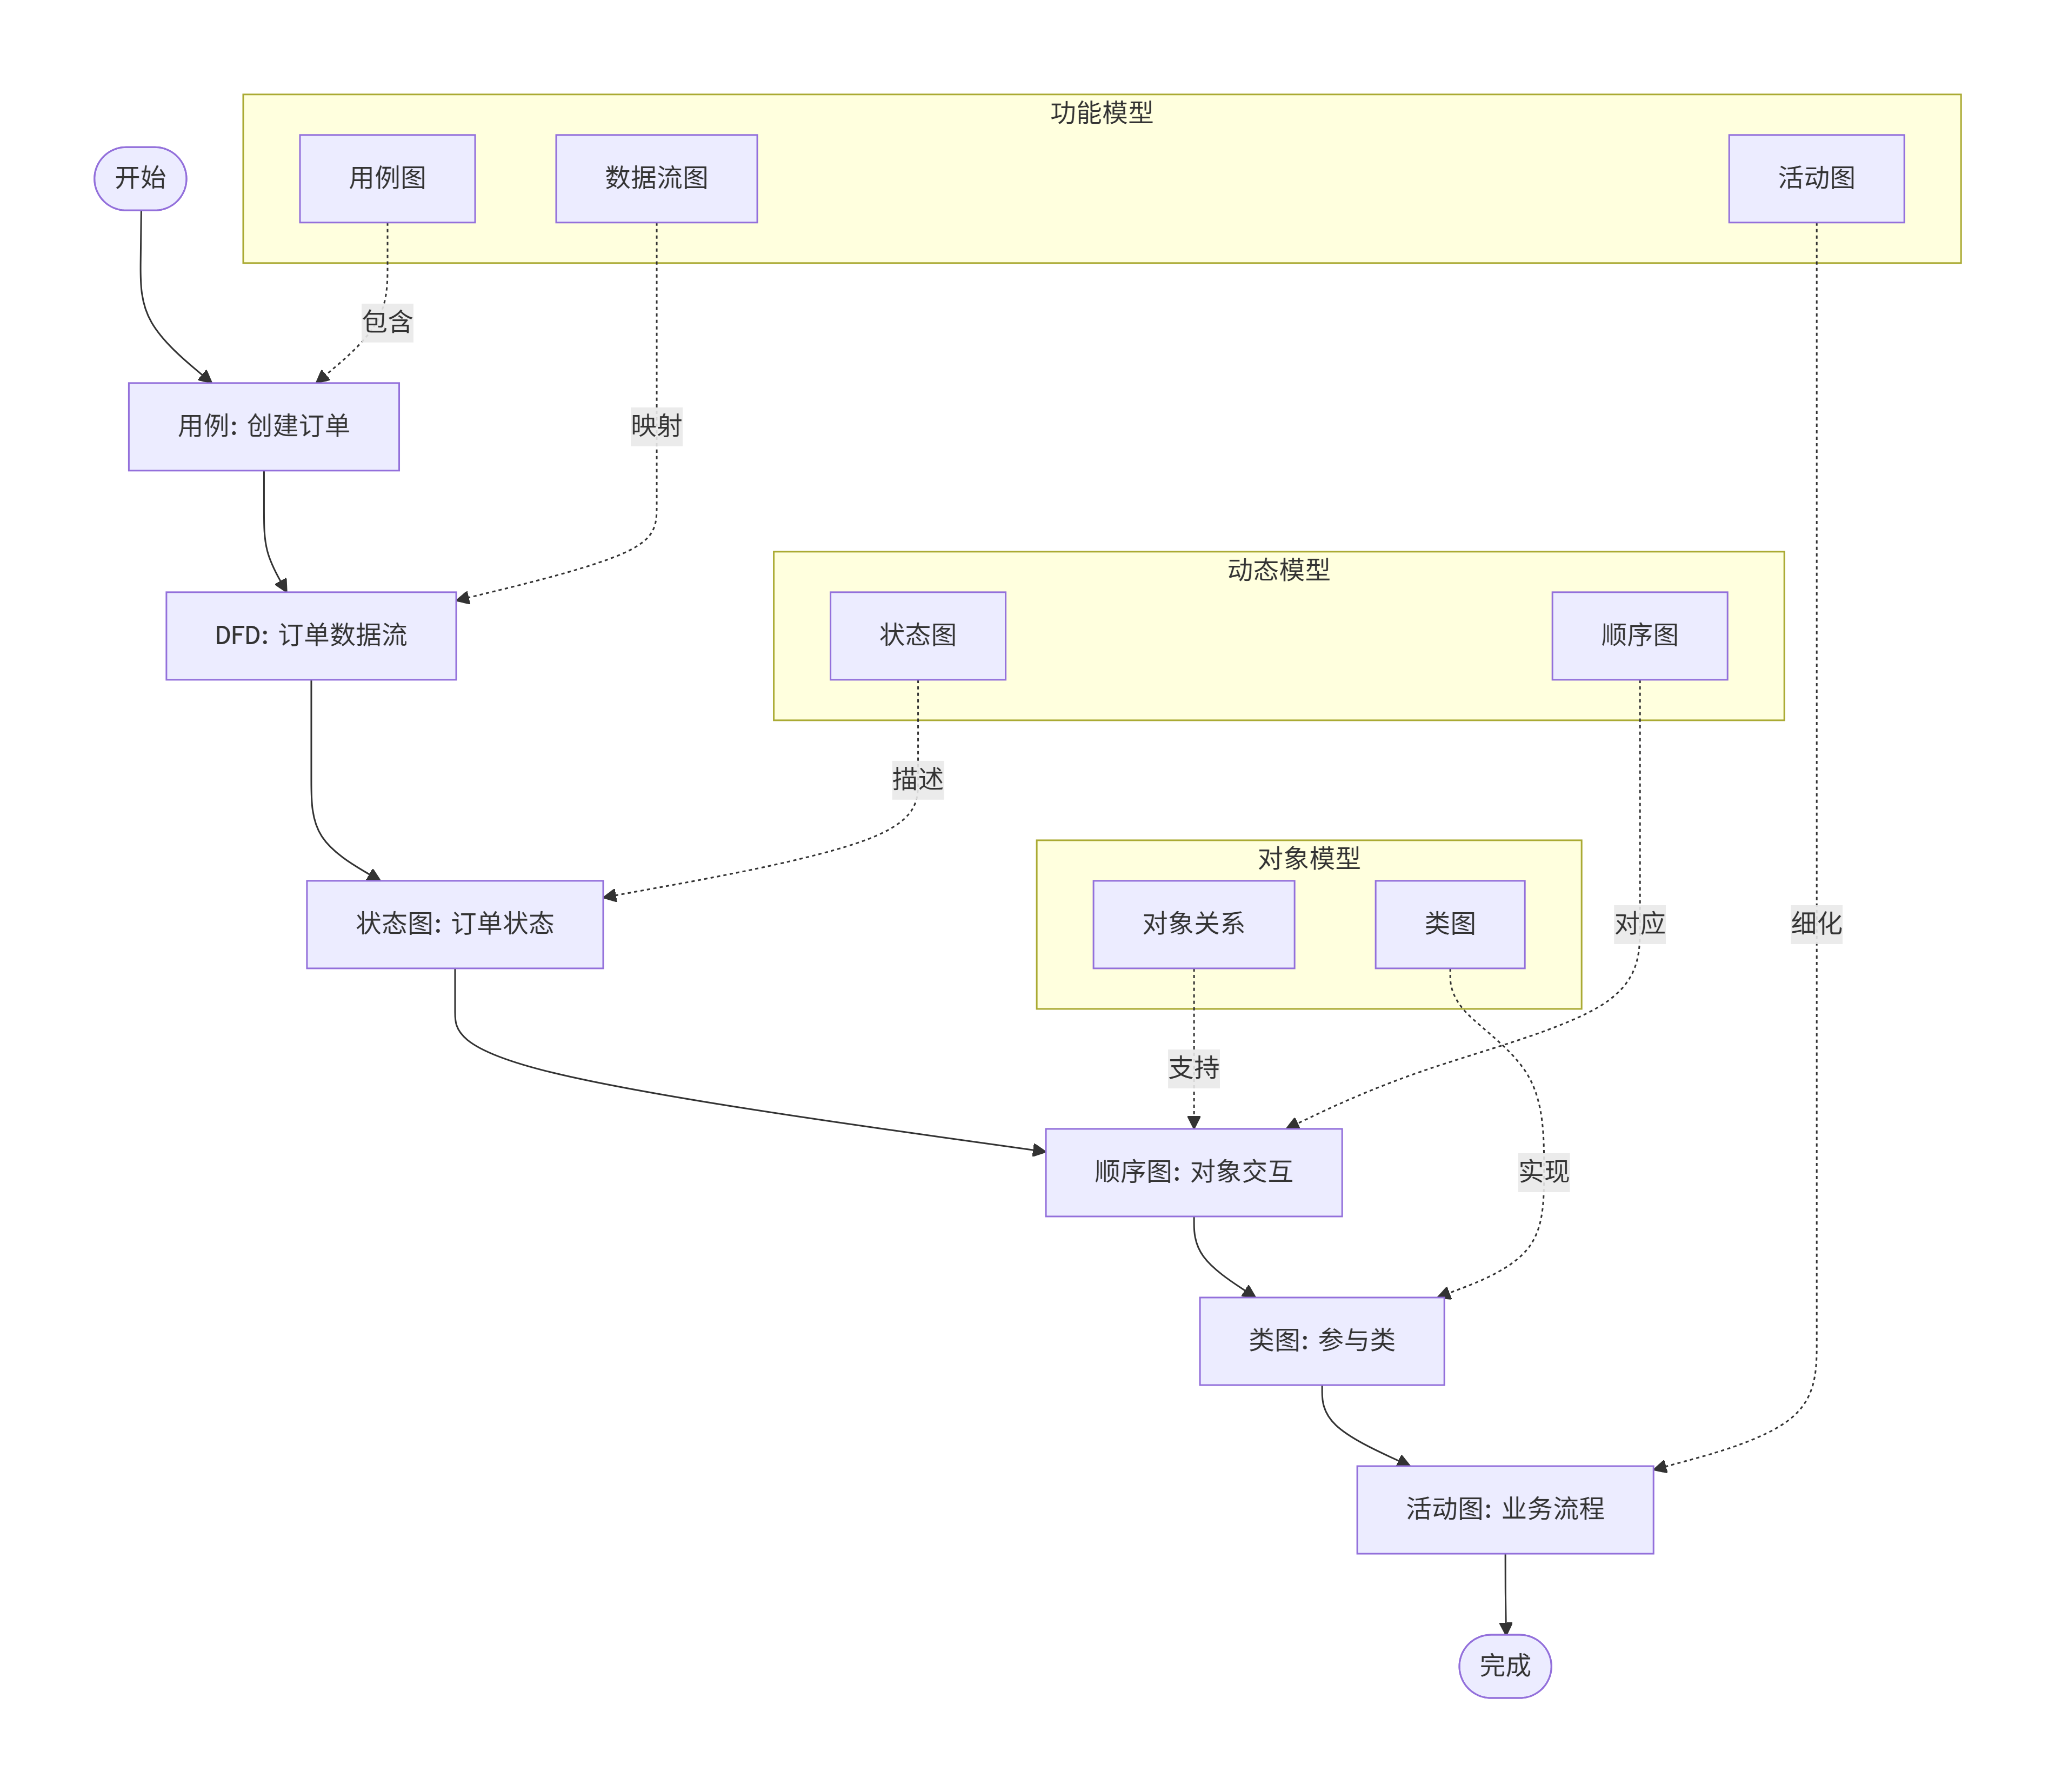 功能模型
开始
用例图
数据流图
活动图
包含
用例: 创建订单
映射
动态模型
DFD: 订单数据流
状态图
顺序图
描述
对象模型
状态图: 订单状态
对象关系
类图
对应
细化
支持
顺序图: 对象交互
实现
类图: 参与类
活动图: 业务流程
完成